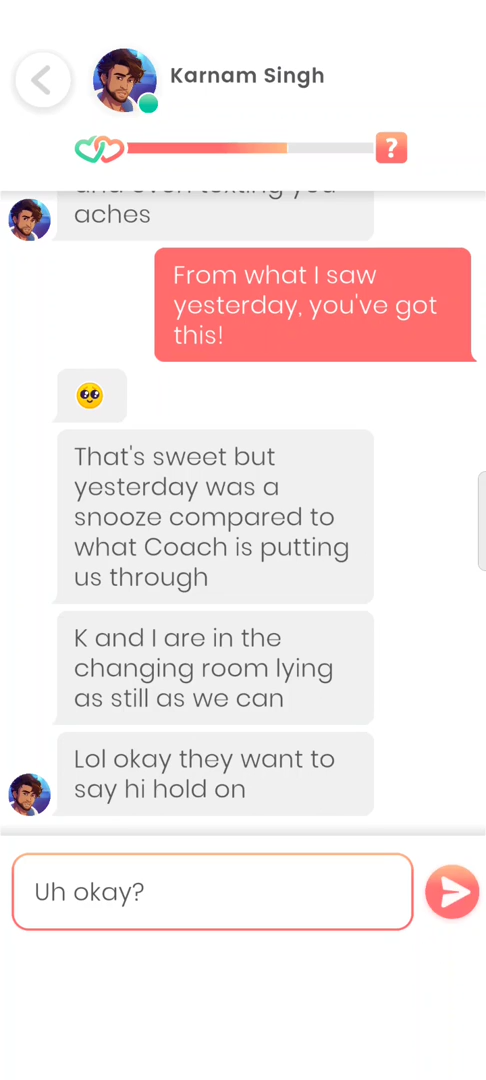 Karnam Singh
?
aches
From what I saw
yesterday, you've got
this!
That's sweet but
yesterday was a
snooze compared to
what Coach is putting
us through
K and I are in the
changing room lying
as still as we can
Lol okay they want to
say hi hold on
Uh okay?